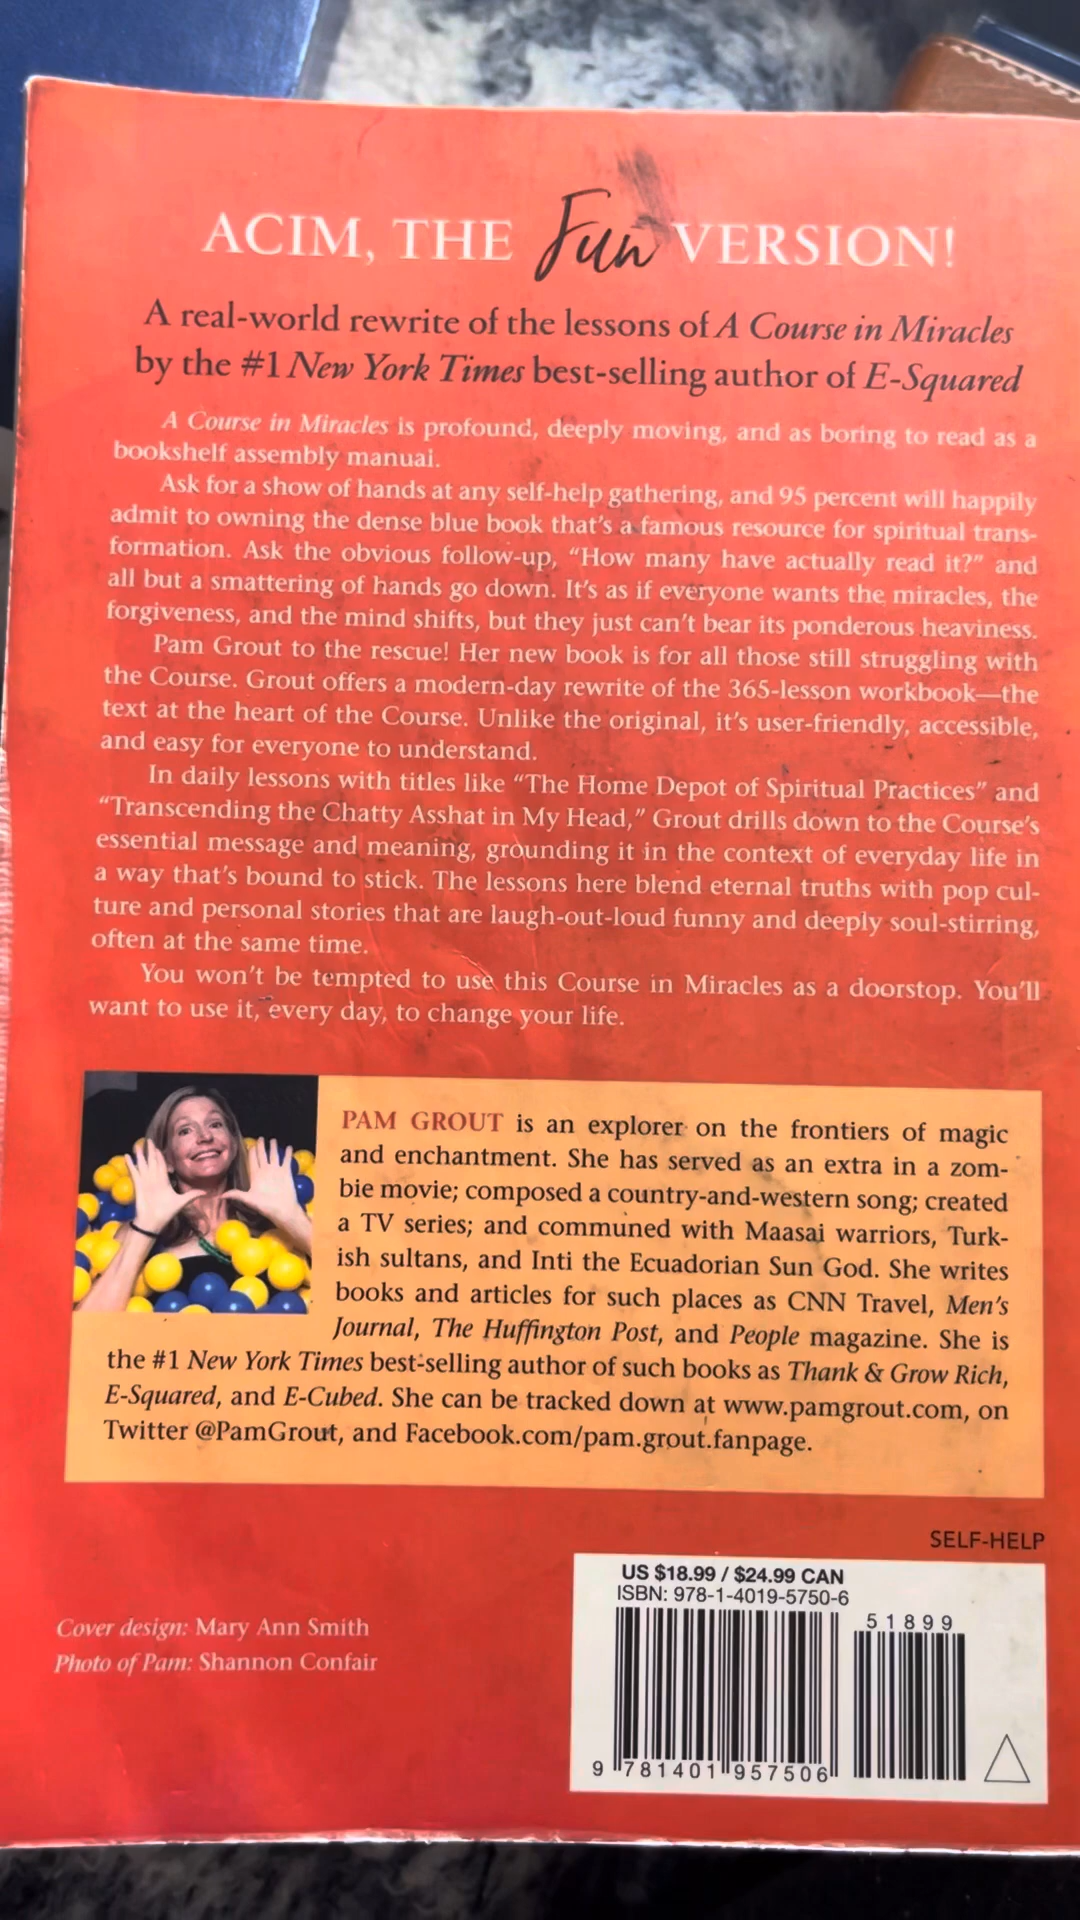 ACIM, THE Fun VERSION!
A real-world rewrite of the lessons of A Course in Miracles
by the #1 New York Times best-selling author of E-Squared
A Course in Miracles is profound, deeply moving, and as boring to read as a
bookshelf assembly manual.
Ask for a show of hands at any self-help gathering, and 95 percent will happily
admit to owning the dense blue book that's a famous resource for spiritual trans-
formation. Ask the obvious follow-up, “How many have actually read it?” and
all but a smattering of hands go down. It's as if everyone wants the miracles, the
forgiveness, and the mind shifts, but they just can't bear its ponderous heaviness.
Pam Grout to the rescue! Her new book is for all those still struggling with
the Course. Grout offers a modern-day rewrite of the 365-lesson workbook—the
text at the heart of the Course. Unlike the original, it's user-friendly, accessible,
and easy for everyone to understand.
In daily lessons with titles like “The Home Depot of Spiritual Practices” and
“Transcending the Chatty Asshat in My Head,” Grout drills down to the Course's
essential message and meaning, grounding it in the context of everyday life in
a way that's bound to stick. The lessons here blend eternal truths with pop cul-
ture and personal stories that are laugh-out-loud funny and deeply soul-stirring,
often at the same time.
You won't be tempted to use this Course in Miracles as a doorstop. You'll
want to use it, every day, to change your life.
PAM GROUT is an explorer on the frontiers of magic
and enchantment. She has served as an extra in a zom-
bie movie; composed a country-and-western song; created
a TV series; and communed with Maasai warriors, Turk-
ish sultans, and Inti the Ecuadorian Sun God. She writes
books and articles for such places as CNN Travel, Men's
Journal, The Huffington Post, and People magazine. She is
the #1 New York Times best-selling author of such books as Thank & Grow Rich,
E-Squared, and E-Cubed. She can be tracked down at www.pamgrout.com, on
Twitter @PamGrout, and Facebook.com/pam.grout.fanpage.
SELF-HELP
US $18.99 / $24.99 CAN
ISBN: 978-1-4019-5750-6
51899
9 781401 957506
Cover design: Mary Ann Smith
Photo of Pam: Shannon Confair